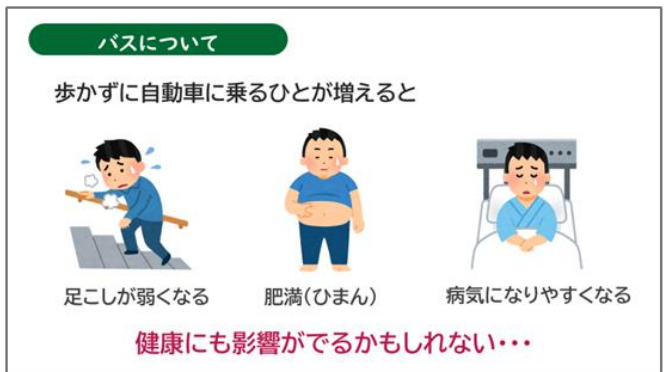 バスについて
歩かずに自動車に乗るひとが増えると
足こしが弱くなる
肥満(ひまん)
病気になりやすくなる
健康にも影響がでるかもしれない・・・